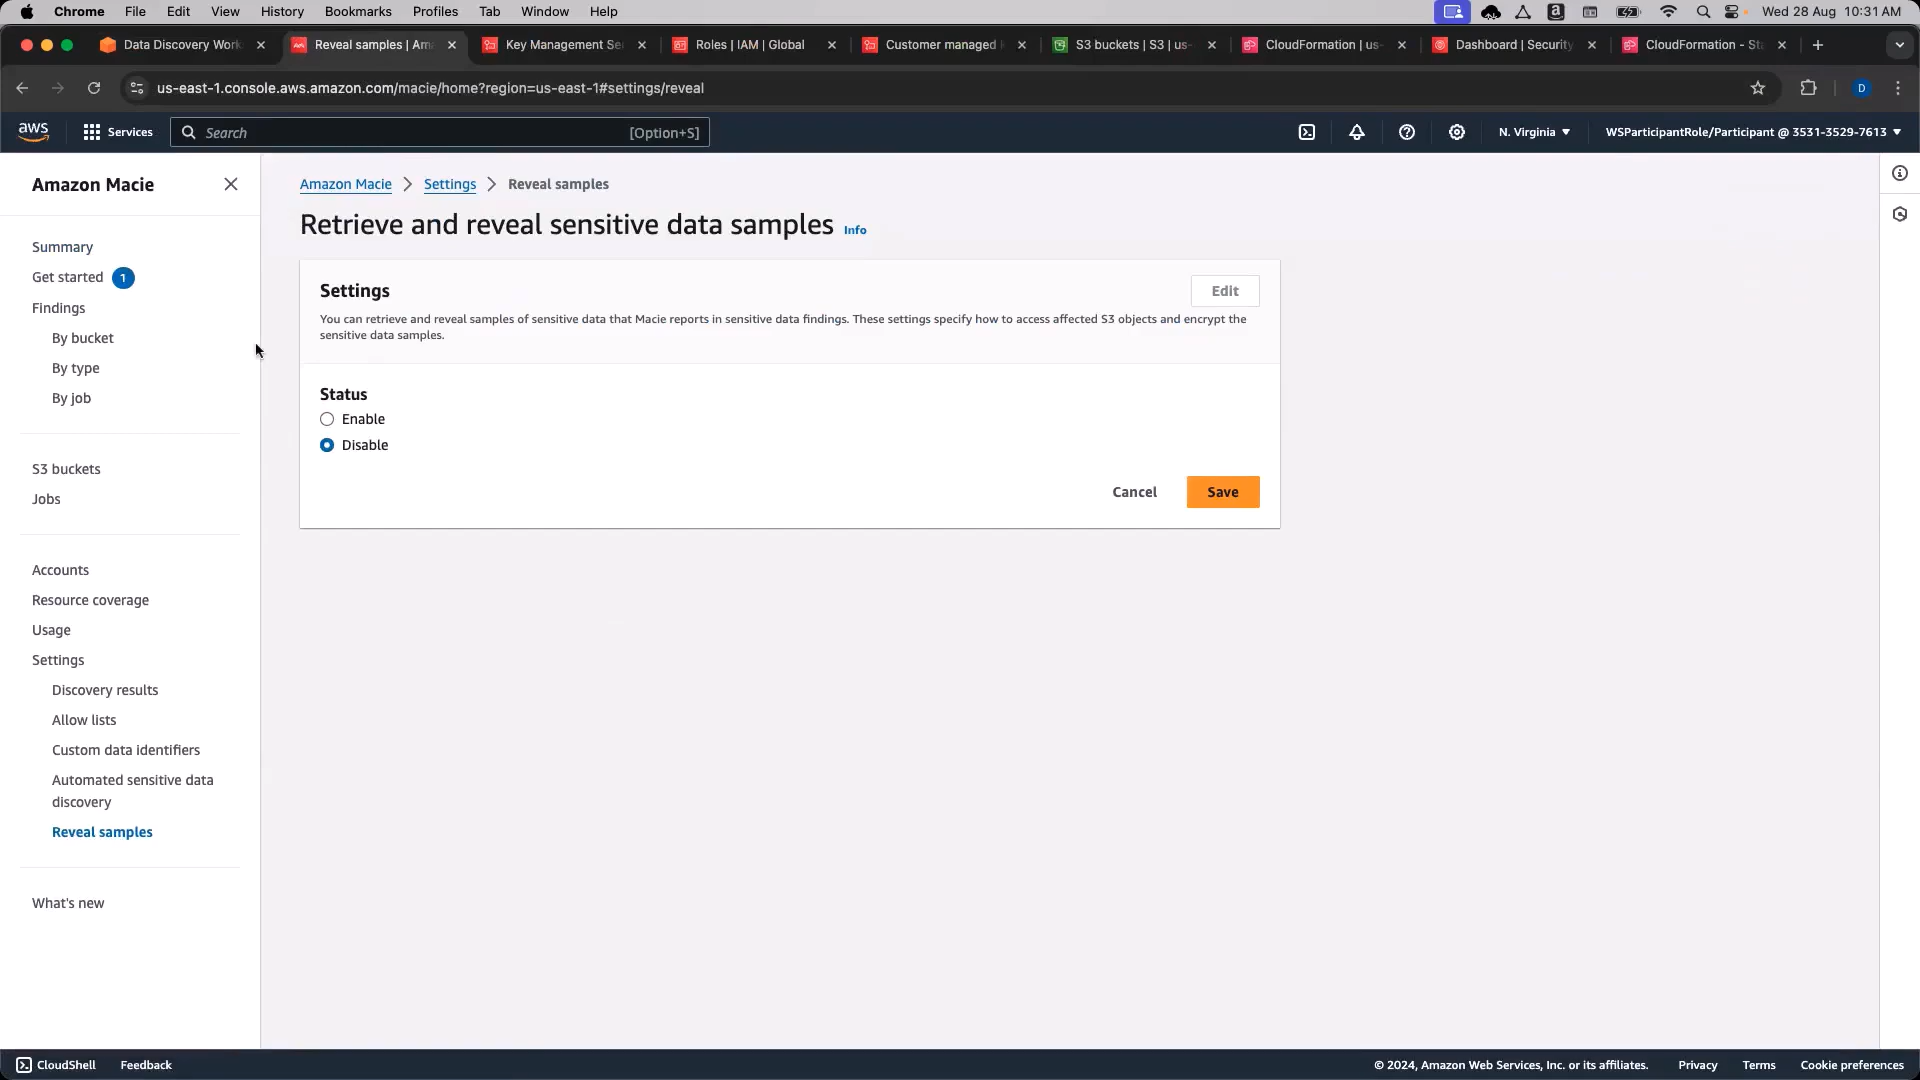 Chrome File Edit View History Bookmarks Profiles Tab Window Help Wed 28 Aug 10:31 AM
Data Discovery Work Reveal samples | Am Key Management Se Roles | IAM | Global Customer managed S3 buckets | S3 | us- CloudFormation | us- Dashboard | Security CloudFormation - St
us-east-1.console.aws.amazon.com/macie/home?region=us-east-1#settings/reveal D
aws Services Search [Option+S] N. Virginia WSParticipantRole/Participant @ 3531-3529-7613
Amazon Macie
Summary
Get started 1
Findings
By bucket
By type
By job
S3 buckets
Jobs
Accounts
Resource coverage
Usage
Settings
Discovery results
Allow lists
Custom data identifiers
Automated sensitive data
discovery
Reveal samples
What's new
Amazon Macie Settings Reveal samples
Retrieve and reveal sensitive data samples Info
Settings Edit
You can retrieve and reveal samples of sensitive data that Macie reports in sensitive data findings. These settings specify how to access affected S3 objects and encrypt the
sensitive data samples.
Status
Enable
Disable
Cancel Save
CloudShell Feedback © 2024, Amazon Web Services, Inc. or its affiliates. Privacy Terms Cookie preferences